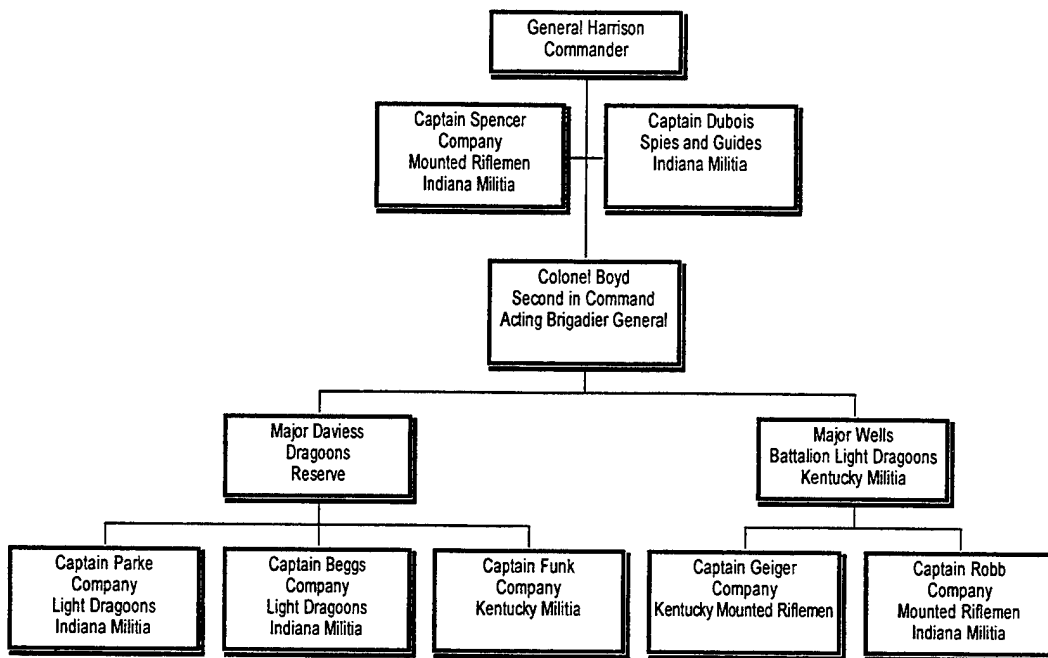 General Harrison
Commander
Captain Spencer
Company
Mounted Riflemen
Indiana Militia
Captain Dubois
Spies and Guides
Indiana Militia
Colonel Boyd
Second in Command
Acting Brigadier General
Major Daviess
Dragoons
Reserve
Major Wells
Battalion Light Dragoons
Kentucky Militia
Captain Parke
Company
Light Dragoons
Indiana Militia
Captain Beggs
Company
Light Dragoons
Indiana Militia
Captain Funk
Company
Kentucky Militia
Captain Geiger
Company
Kentucky Mounted Riflemen
Captain Robb
Company
Mounted Riflemen
Indiana Militia